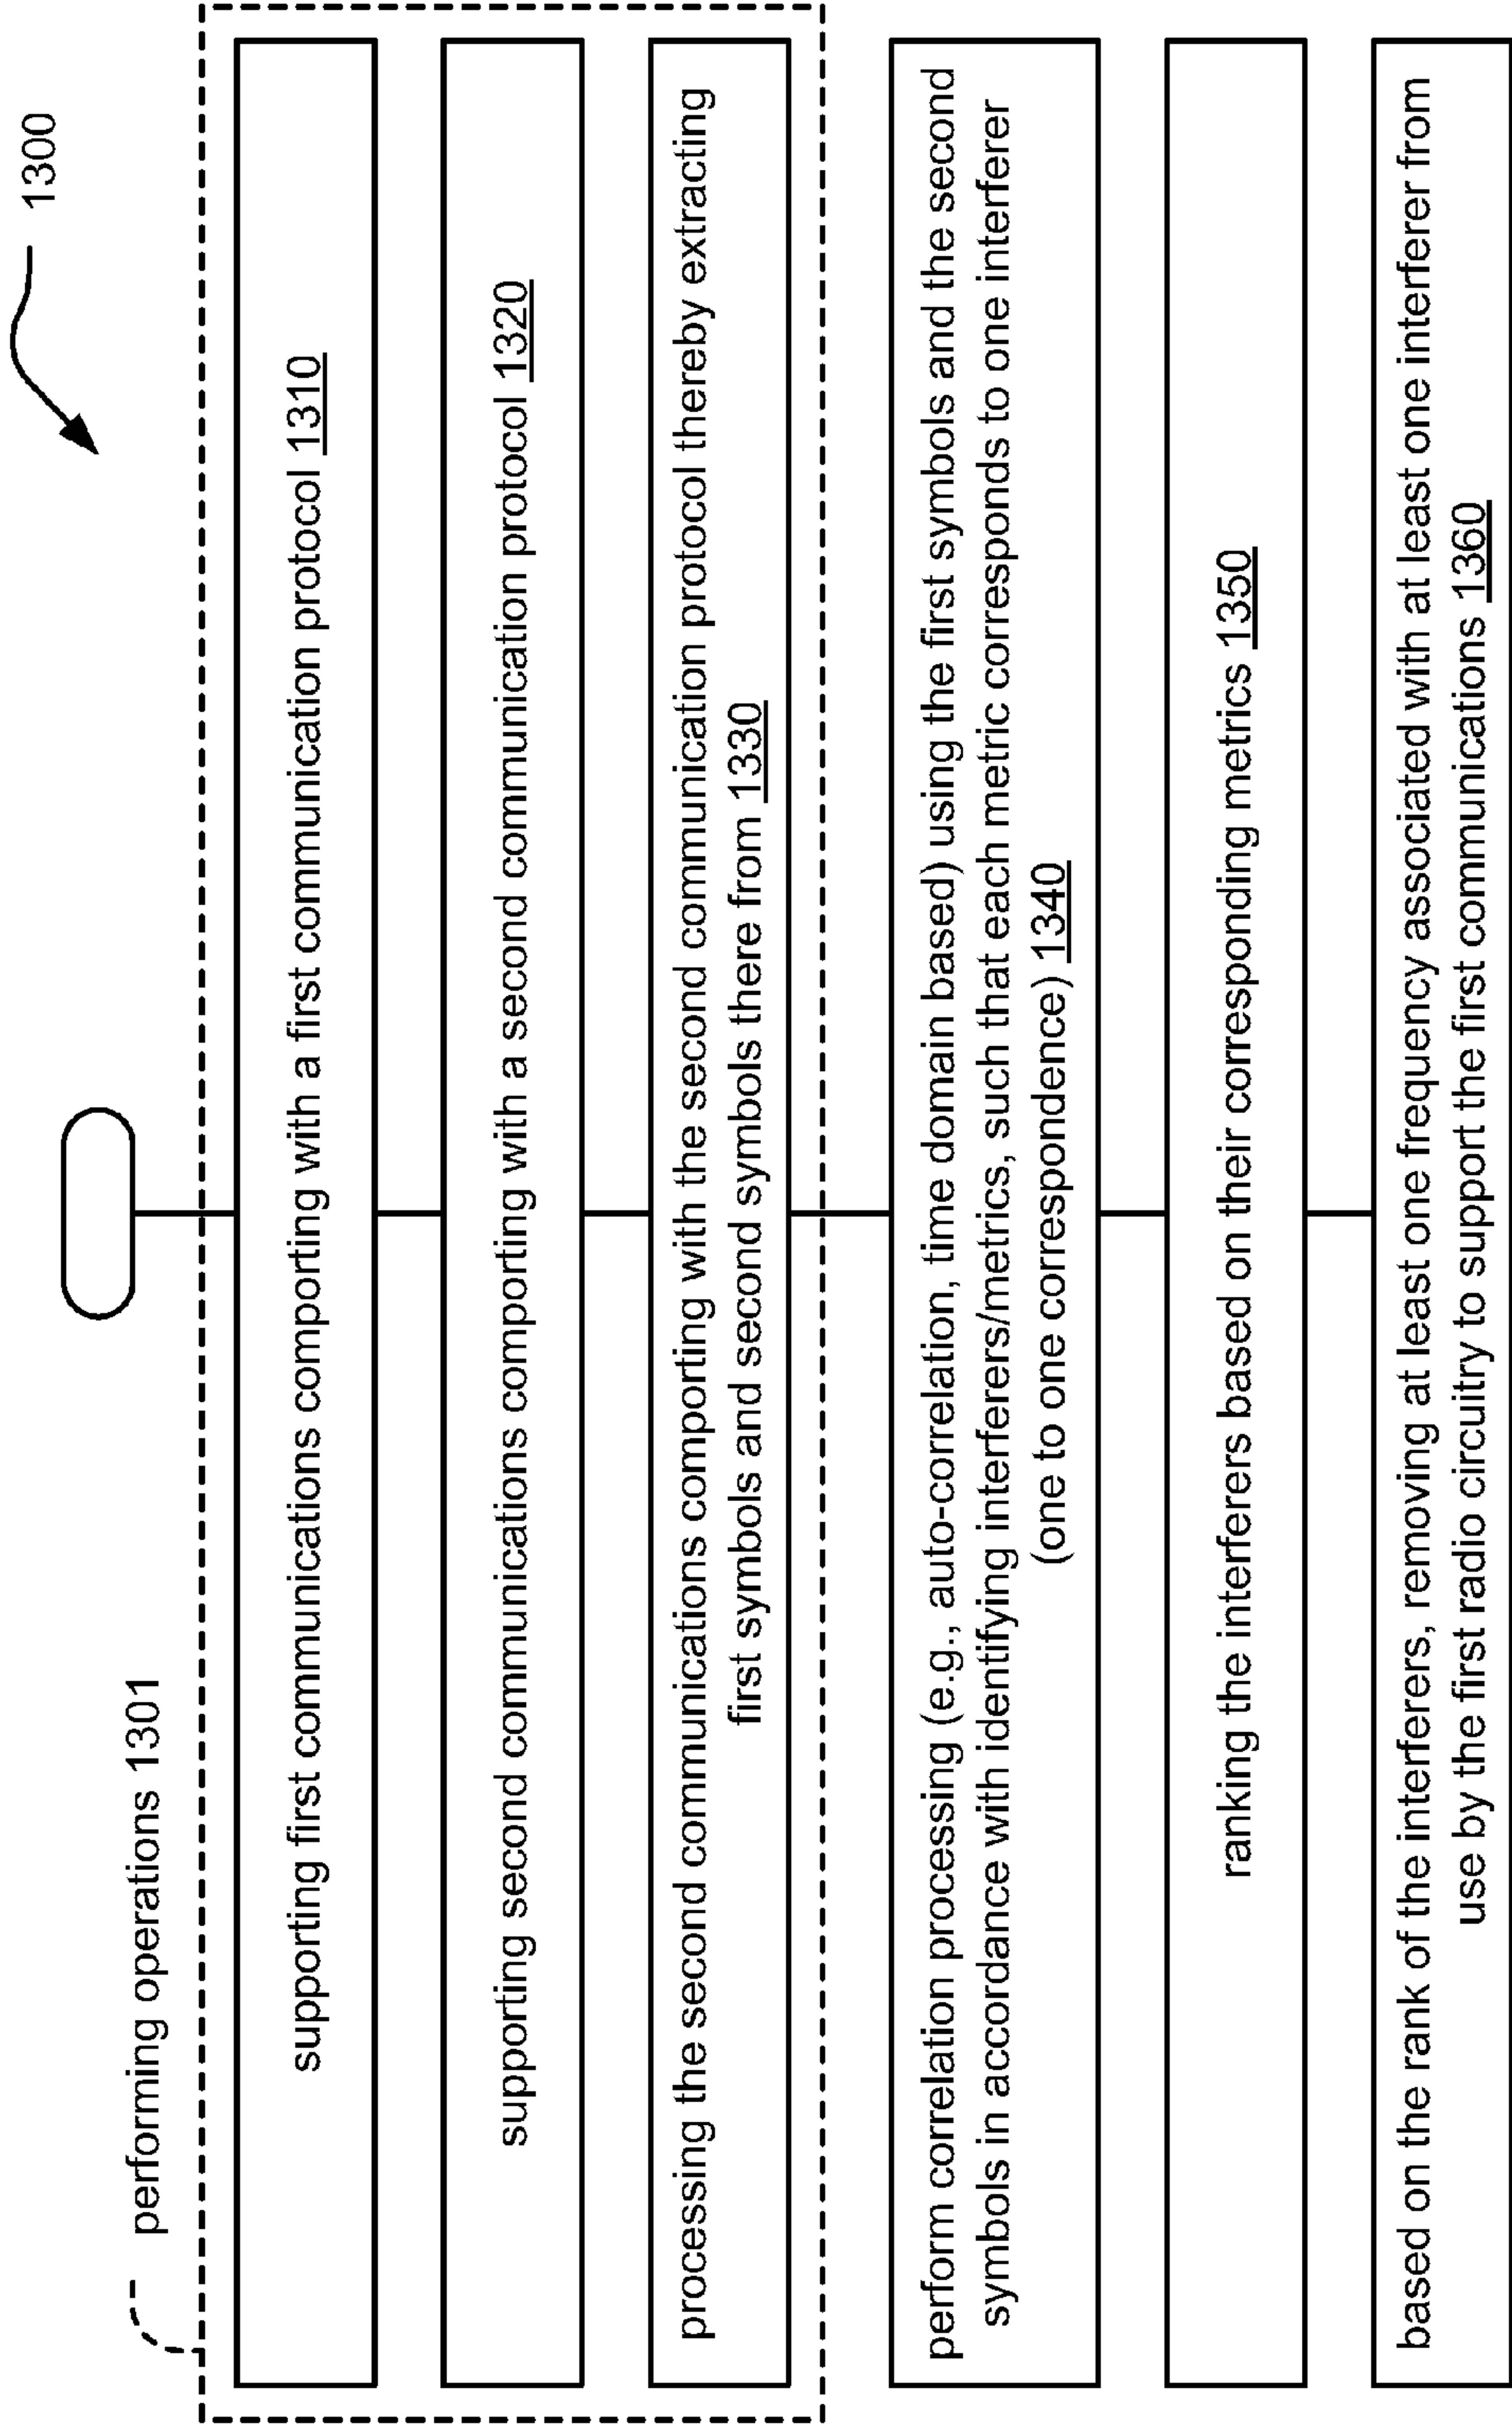 1300
performing operations 1301
supporting first communications comporting with a first communication protocol 1310
supporting second communications comporting with a second communication protocol 1320
processing the second communications comporting with the second communication protocol thereby extracting
first symbols and second symbols there from 1330
perform correlation processing (e.g., auto-correlation, time domain based) using the first symbols and the second
symbols in accordance with identifying interferers/metrics, such that each metric corresponds to one interferer
(one to one correspondence) 1340
ranking the interferers based on their corresponding metrics 1350
based on the rank of the interferers, removing at least one frequency associated with at least one interferer from
use by the first radio circuitry to support the first communications 1360